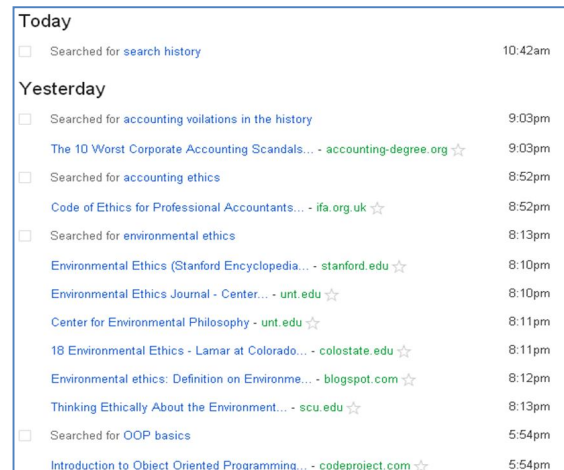 Today
Searched for search history 10:42am
Yesterday
Searched for accounting voilations in the history 9:03pm
The 10 Worst Corporate Accounting Scandals... - accounting-degree.org 9:03pm
Searched for accounting ethics 8:52pm
Code of Ethics for Professional Accountants... - ifa.org.uk 8:52pm
Searched for environmental ethics 8:13pm
Environmental Ethics (Stanford Encyclopedia... - stanford.edu 8:10pm
Environmental Ethics Journal - Center... - unt.edu 8:10pm
Center for Environmental Philosophy - unt.edu 8:11pm
18 Environmental Ethics - Lamar at Colorado... - colostate.edu 8:11pm
Environmental ethics: Definition on Environme... - blogspot.com 8:12pm
Thinking Ethically About the Environment... - scu.edu 8:13pm
Searched for OOP basics 5:54pm
Introduction to Object Oriented Programming... - codeproject.com 5:54pm